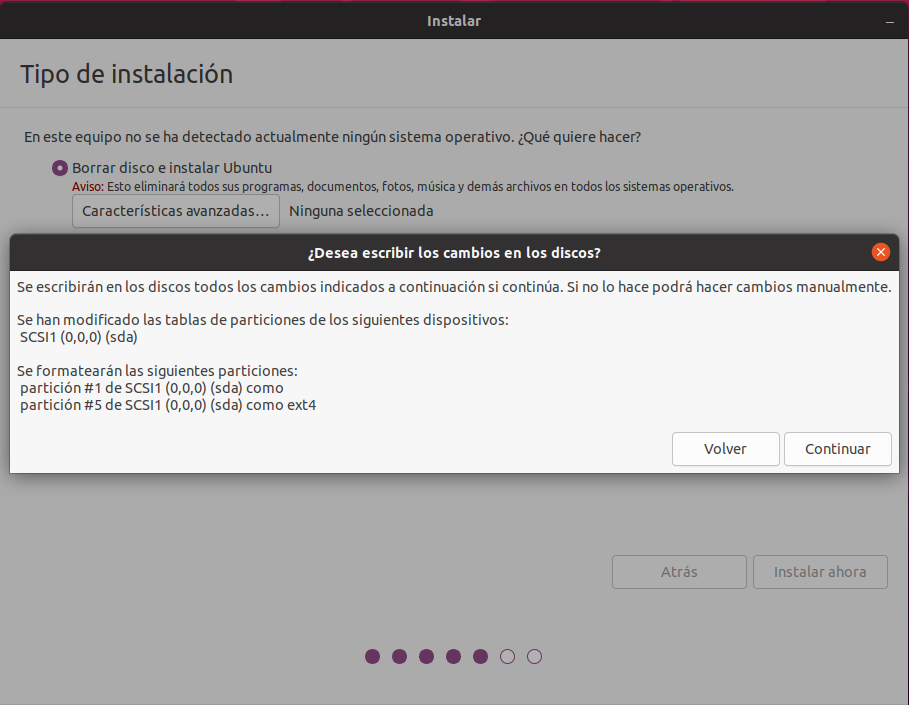 Instalar
Tipo de instalación
En este equipo no se ha detectado actualmente ningún sistema operativo. ¿Qué quiere hacer?
Borrar disco e instalar Ubuntu
Aviso: Esto eliminará todos sus programas, documentos, fotos, música y demás archivos en todos los sistemas operativos.
Características avanzadas... Ninguna seleccionada
¿Desea escribir los cambios en los discos?
Se escribirán en los discos todos los cambios indicados a continuación si continúa. Si no lo hace podrá hacer cambios manualmente.
Se han modificado las tablas de particiones de los siguientes dispositivos:
SCSI1 (0,0,0) (sda)
Se formatearán las siguientes particiones:
partición #1 de SCSI1 (0,0,0) (sda) como
partición #5 de SCSI1 (0,0,0) (sda) como ext4
Volver Continuar
Atrás Instalar ahora